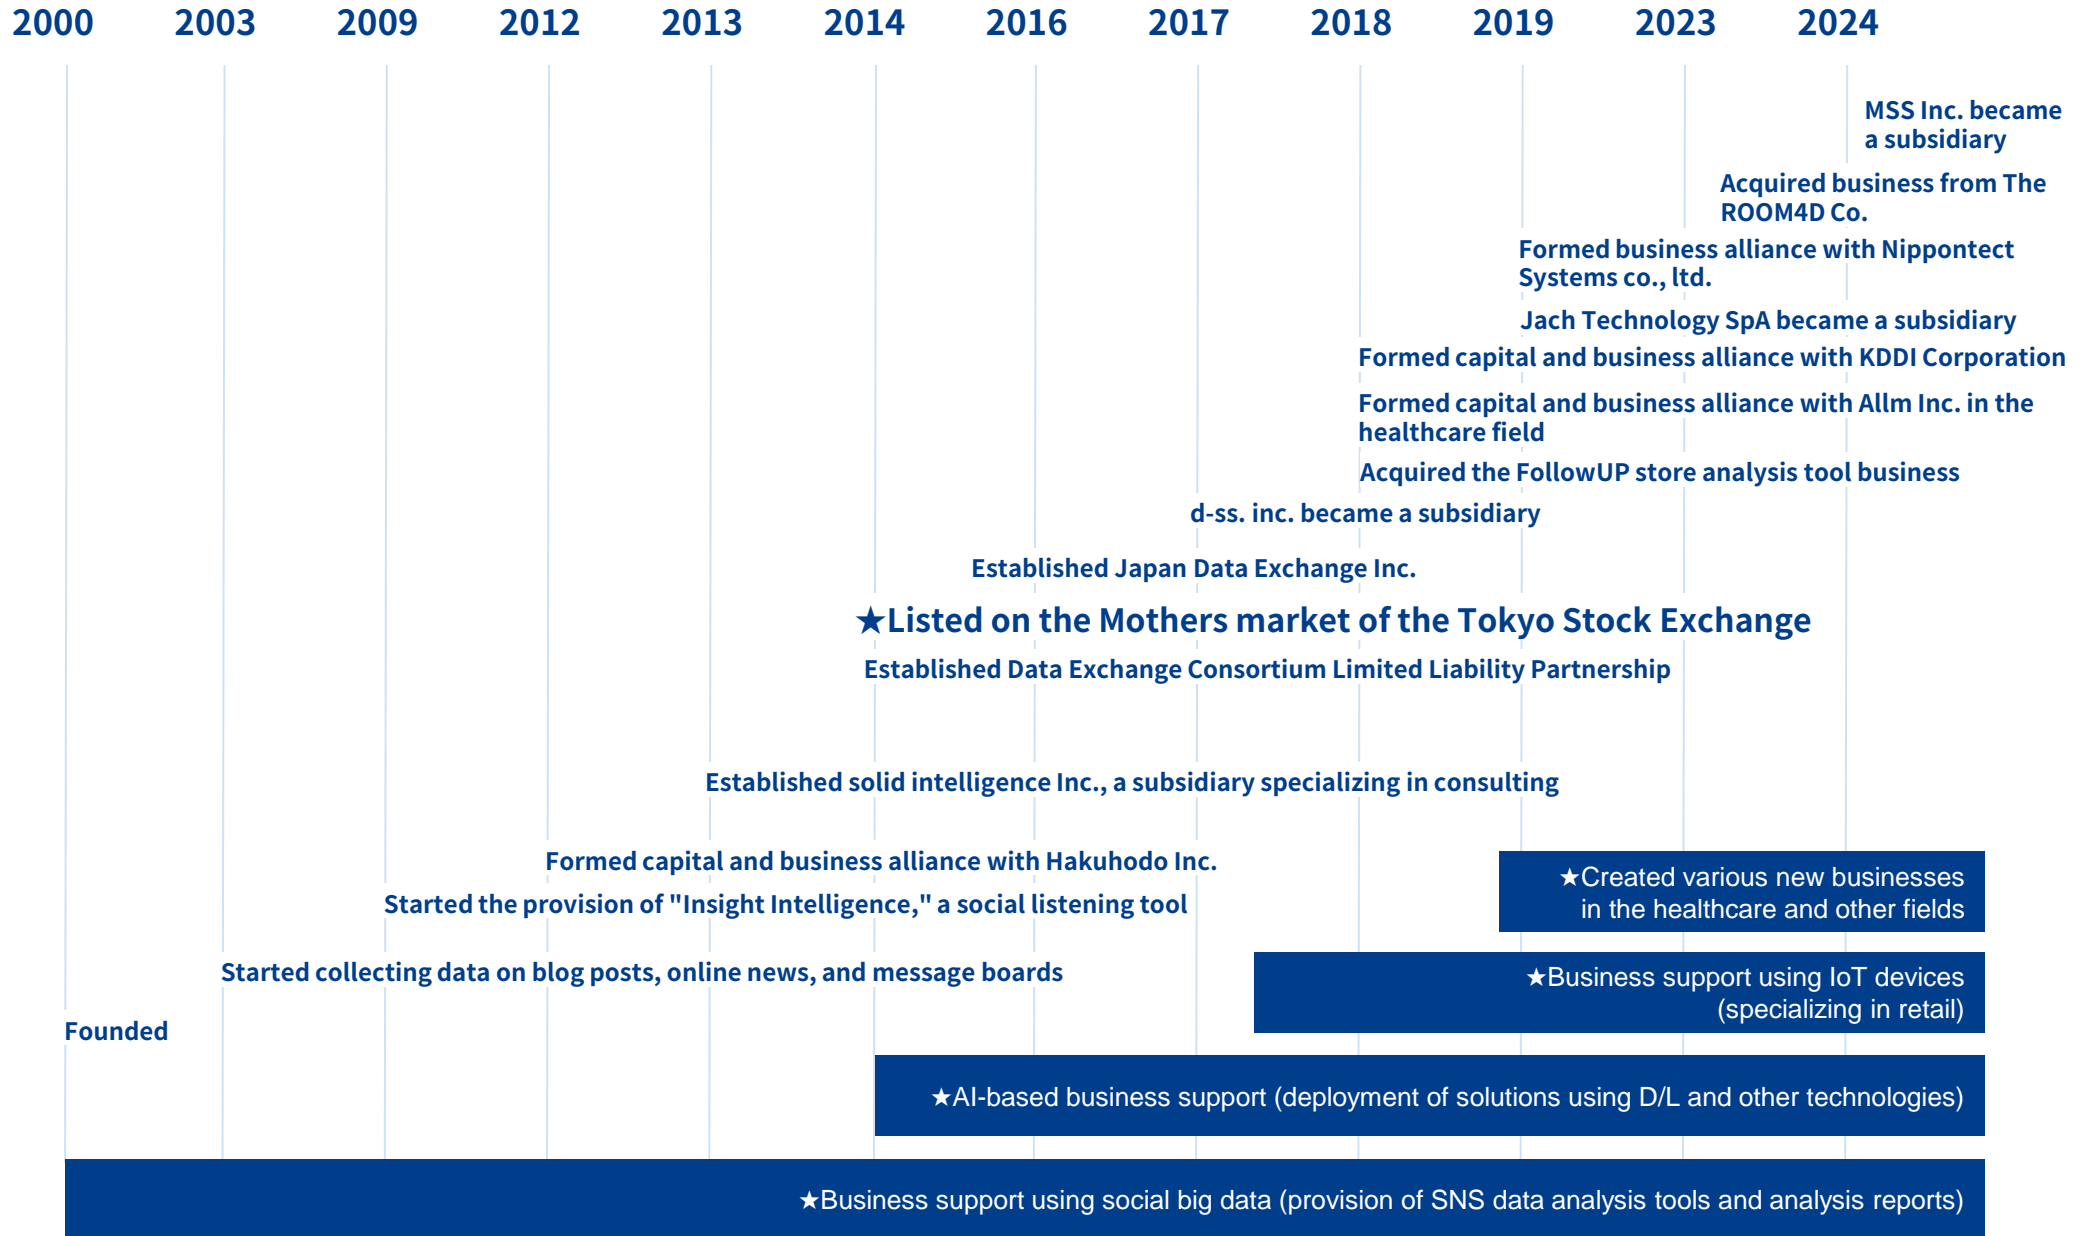 2000 2003 2009 2012 2013 2014 2016 2017 2018 2019 2023 2024
MSS Inc. became
a subsidiary
Acquired business from The
ROOM4D Co.
Formed business alliance with Nippontect
Systems co., ltd.
Jach Technology SpA became a subsidiary
Formed capital and business alliance with KDDI Corporation
Formed capital and business alliance with Allm Inc. in the
healthcare field
Acquired the FollowUP store analysis tool business
d-ss. inc. became a subsidiary
Established Japan Data Exchange Inc.
★Listed on the Mothers market of the Tokyo Stock Exchange
Established Data Exchange Consortium Limited Liability Partnership
Established solid intelligence Inc., a subsidiary specializing in consulting
Formed capital and business alliance with Hakuhodo Inc.
Started the provision of "Insight Intelligence," a social listening tool
★Created various new businesses
in the healthcare and other fields
Started collecting data on blog posts, online news, and message boards
★Business support using IoT devices
(specializing in retail)
Founded
★AI-based business support (deployment of solutions using D/L and other technologies)
★Business support using social big data (provision of SNS data analysis tools and analysis reports)